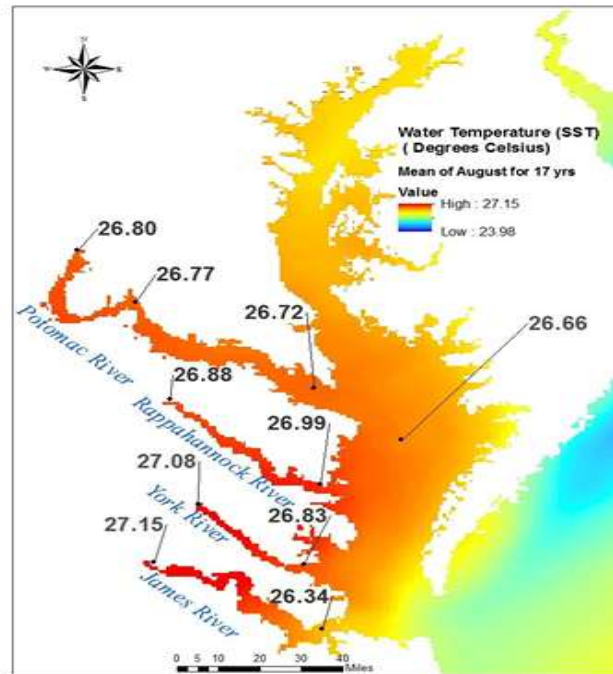 N
W
E
S
Water Temperature (SST)
( Degrees Celsius)
Mean of August for 17 yrs
Value
High : 27.15
Low : 23.98
26.80
26.77
26.72
26.66
Potomac River
26.88
Rappahannock River
26.99
27.08
York River
26.83
27.15
James River
26.34
0 5 10 20 30 40
Miles